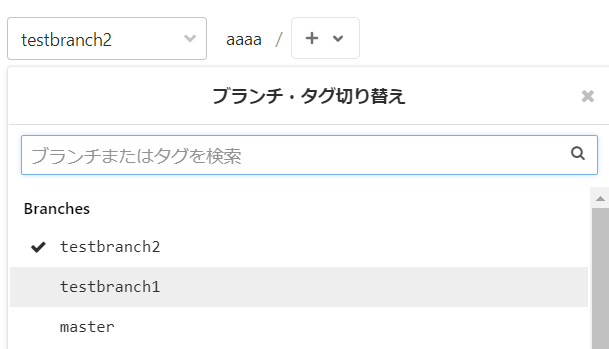 testbranch2 aaaa / +
ブランチ・タグ切り替え ×
ブランチまたはタグを検索
Branches
✔ testbranch2
testbranch1
master